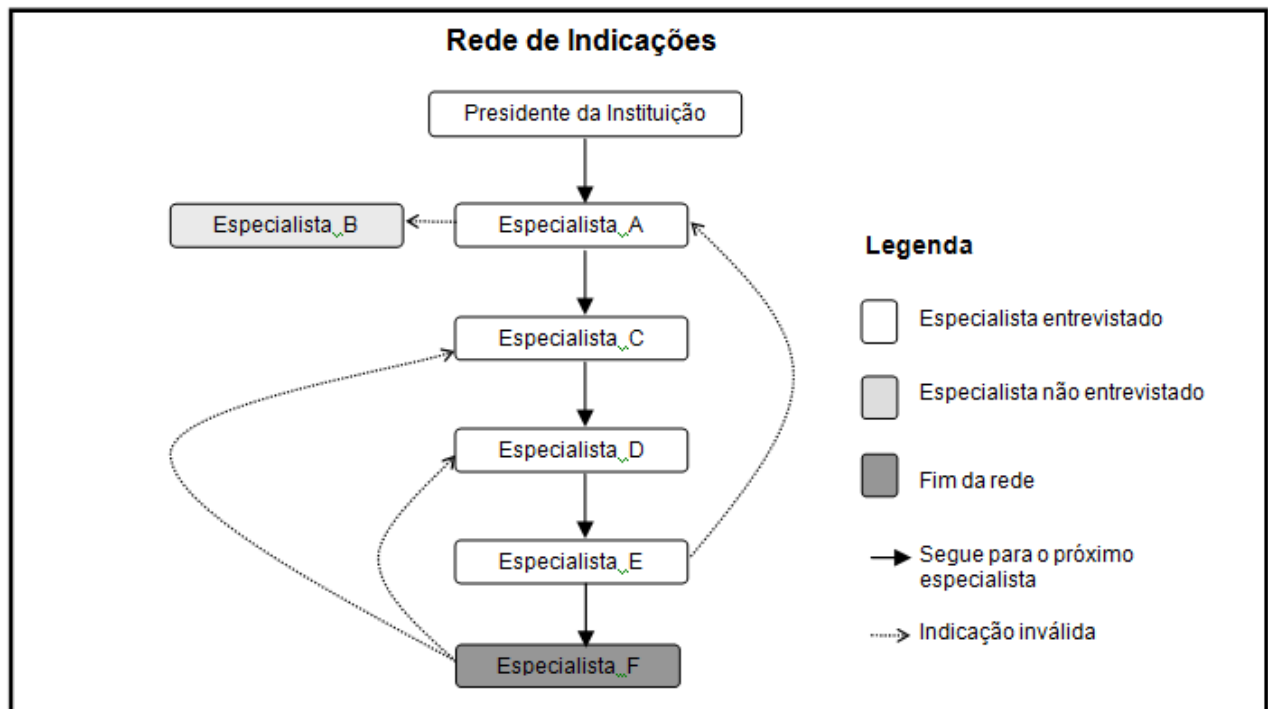 Rede de Indicações
Presidente da Instituição
Especialista B
Especialista A
Especialista C
Especialista D
Especialista E
Especialista F
Legenda
Especialista entrevistado
Especialista não entrevistado
Fim da rede
Segue para o próximo
especialista
Indicação inválida